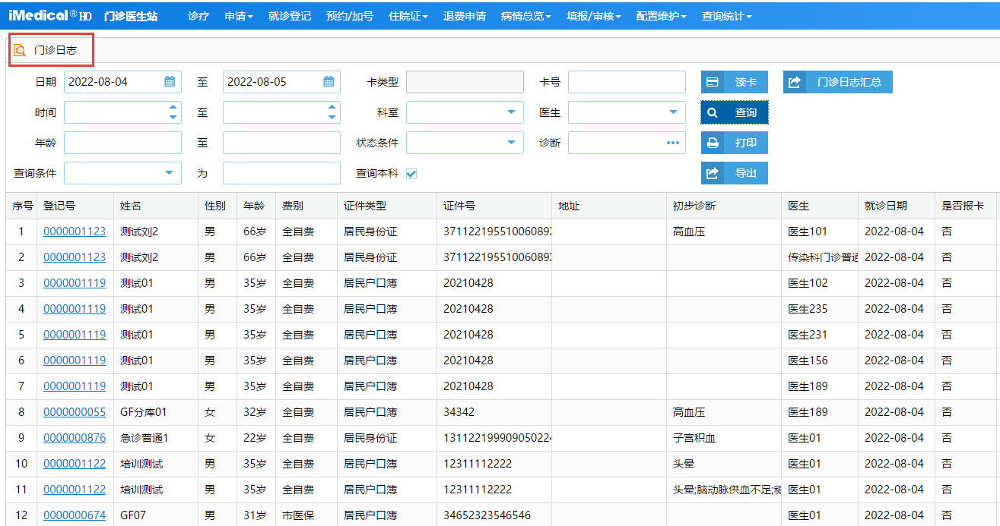 iMedical® HO 门诊医生站 诊疗 申请 就诊登记 预约/加号 住院证 退费申请 病情总览 填报/审核 配置维护 查询统计
门诊日志
日期 2022-08-04 至 2022-08-05 卡类型 卡号 读卡 门诊日志汇总
时间 至 科室 医生 查询
年龄 至 状态条件 诊断 打印
查询条件 为 查询本科 导出
序号 登记号 姓名 性别 年龄 费别 证件类型 证件号 地址 初步诊断 医生 就诊日期 是否报卡
1 0000001123 测试刘2 男 66岁 全自费 居民身份证 37112219551006089X 高血压 医生101 2022-08-04 否
2 0000001123 测试刘2 男 66岁 全自费 居民身份证 37112219551006089X 传染科门诊普通 2022-08-04 否
3 0000001119 测试01 男 35岁 全自费 居民户口簿 20210428 医生102 2022-08-04 否
4 0000001119 测试01 男 35岁 全自费 居民户口簿 20210428 医生235 2022-08-04 否
5 0000001119 测试01 男 35岁 全自费 居民户口簿 20210428 医生231 2022-08-04 否
6 0000001119 测试01 男 35岁 全自费 居民户口簿 20210428 医生156 2022-08-04 否
7 0000001119 测试01 男 35岁 全自费 居民户口簿 20210428 医生189 2022-08-04 否
8 0000000055 GF分库01 女 32岁 全自费 居民户口簿 34342 高血压 医生189 2022-08-04 否
9 0000000876 急诊普通1 女 22岁 全自费 居民身份证 131122199909050224 子宫积血 医生01 2022-08-04 否
10 0000001122 培训测试 男 35岁 全自费 居民户口簿 12311112222 头晕 医生01 2022-08-04 否
11 0000001122 培训测试 男 35岁 全自费 居民户口簿 12311112222 头晕;脑动脉供血不足;糖 医生01 2022-08-04 否
12 0000000674 GF07 男 31岁 市医保 居民户口簿 34652323546546 医生01 2022-08-04 否